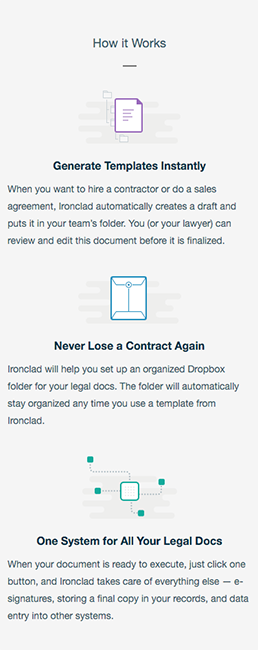 How it Works
Generate Templates Instantly
When you want to hire a contractor or do a sales
agreement, Ironclad automatically creates a draft and
puts it in your team's folder. You (or your lawyer) can
review and edit this document before it is finalized.
Never Lose a Contract Again
Ironclad will help you set up an organized Dropbox
folder for your legal docs. The folder will automatically
stay organized any time you use a template from
Ironclad.
One System for All Your Legal Docs
When your document is ready to execute, just click one
button, and Ironclad takes care of everything else — e-
signatures, storing a final copy in your records, and data
entry into other systems.